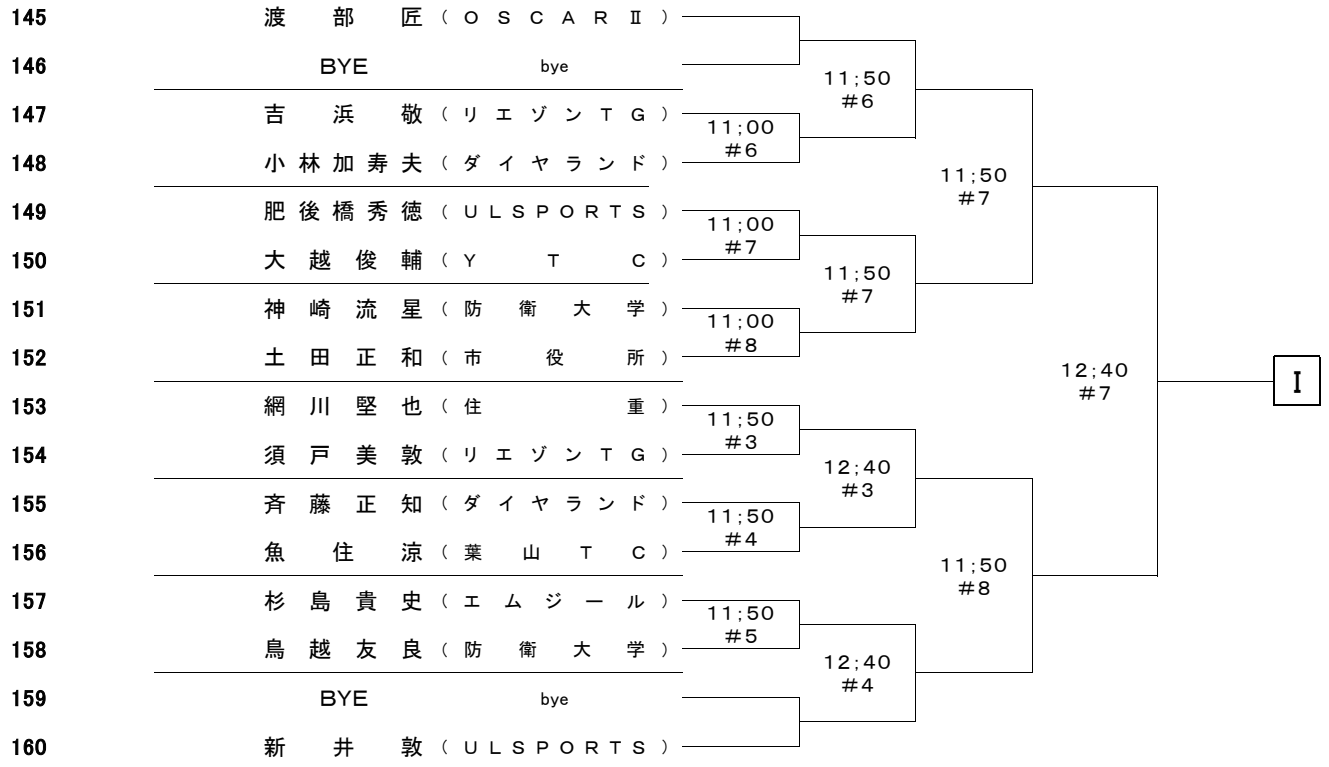 145 渡部匠（ＯＳＣＡＲⅡ）
146 BYE bye
11;50
#6
147 吉浜敬（リエゾンＴＧ）
11;00
#6
148 小林加寿夫（ダイヤランド）
11;50
#7
149 肥後橋秀徳（ＵＬＳＰＯＲＴＳ）
11;00
#7
150 大越俊輔（ＹＴＣ）
11;50
#7
151 神崎流星（防衛大学）
11;00
#8
152 土田正和（市役所）
12;40
#7
I
153 網川堅也（住重）
11;50
#3
154 須戸美敦（リエゾンＴＧ）
12;40
#3
155 斉藤正知（ダイヤランド）
11;50
#4
156 魚住涼（葉山ＴＣ）
11;50
#8
157 杉島貴史（エムジール）
11;50
#5
158 鳥越友良（防衛大学）
12;40
#4
159 BYE bye
160 新井敦（ＵＬＳＰＯＲＴＳ）